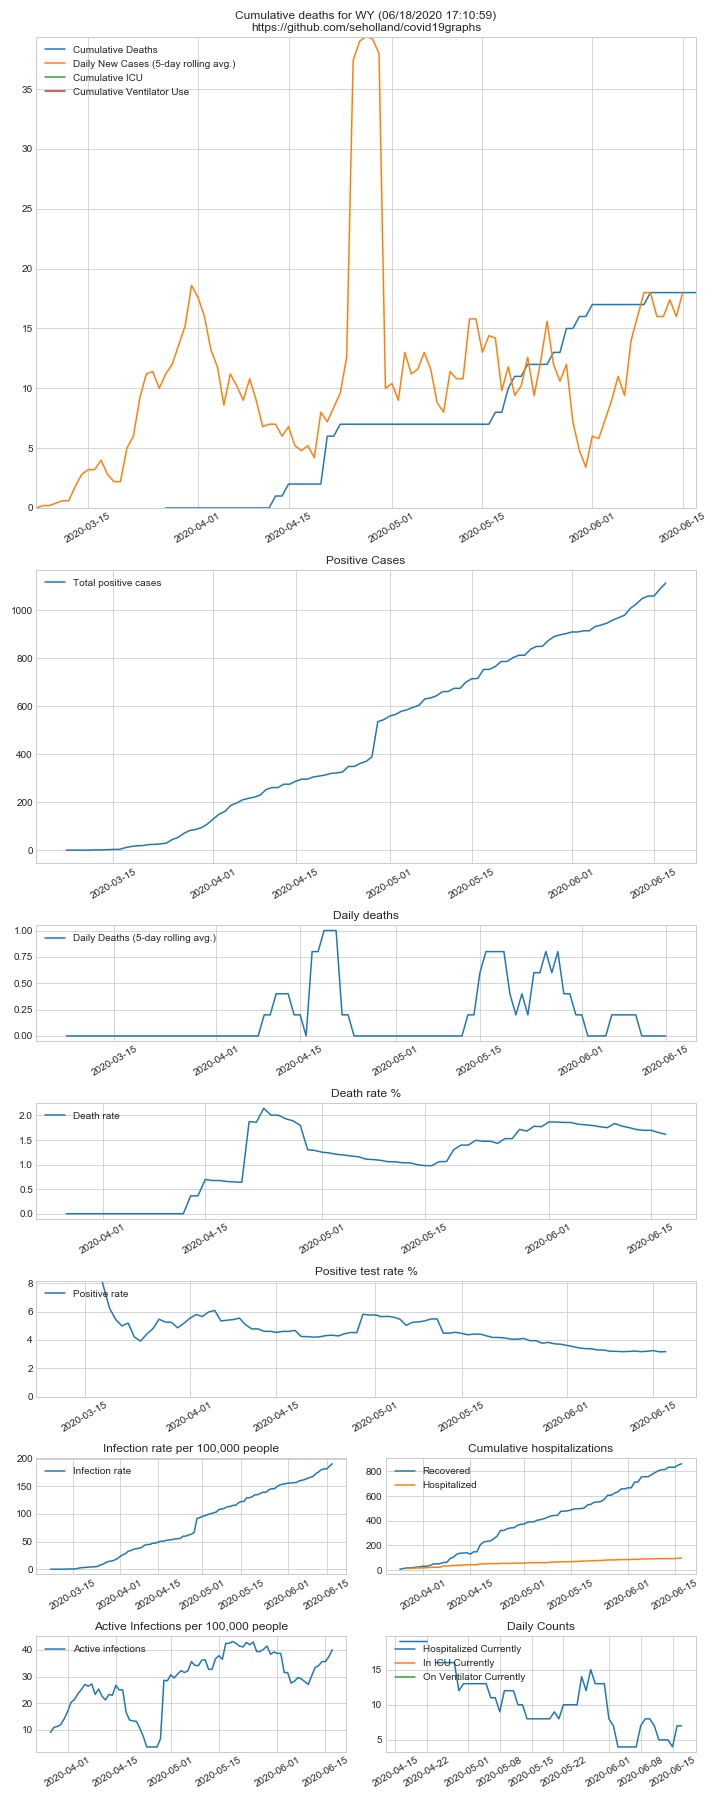 Cumulative deaths for WY (06/18/2020 17:10:59)
https://github.com/seholland/covid19graphs
Cumulative Deaths
Daily New Cases (5-day rolling avg.)
Cumulative ICU
Cumulative Ventilator Use
35
30
25
20
15
10
5
0
2020-03-15 2020-04-01 2020-04-15 2020-05-01 2020-05-15 2020-06-01 2020-06-15
Positive Cases
Total positive cases
1000
800
600
400
200
0
2020-03-15 2020-04-01 2020-04-15 2020-05-01 2020-05-15 2020-06-01 2020-06-15
Daily deaths
Daily Deaths (5-day rolling avg.)
1.00
0.75
0.50
0.25
0.00
2020-03-15 2020-04-01 2020-04-15 2020-05-01 2020-05-15 2020-06-01 2020-06-15
Death rate %
Death rate
2.0
1.5
1.0
0.5
0.0
2020-04-01 2020-04-15 2020-05-01 2020-05-15 2020-06-01 2020-06-15
Positive test rate %
Positive rate
8
6
4
2
0
2020-03-15 2020-04-01 2020-04-15 2020-05-01 2020-05-15 2020-06-01 2020-06-15
Infection rate per 100,000 people
Infection rate
200
150
100
50
0
2020-03-15 2020-04-01 2020-04-15 2020-05-01 2020-05-15 2020-06-01 2020-06-15
Cumulative hospitalizations
Recovered
Hospitalized
800
600
400
200
0
2020-04-01 2020-04-15 2020-05-01 2020-05-15 2020-06-01 2020-06-15
Active Infections per 100,000 people
Active infections
40
30
20
10
2020-04-01 2020-04-15 2020-05-01 2020-05-15 2020-06-01 2020-06-15
Daily Counts
Hospitalized Currently
In ICU Currently
On Ventilator Currently
15
10
5
2020-04-15 2020-04-22 2020-05-01 2020-05-08 2020-05-15 2020-05-22 2020-06-01 2020-06-08 2020-06-15